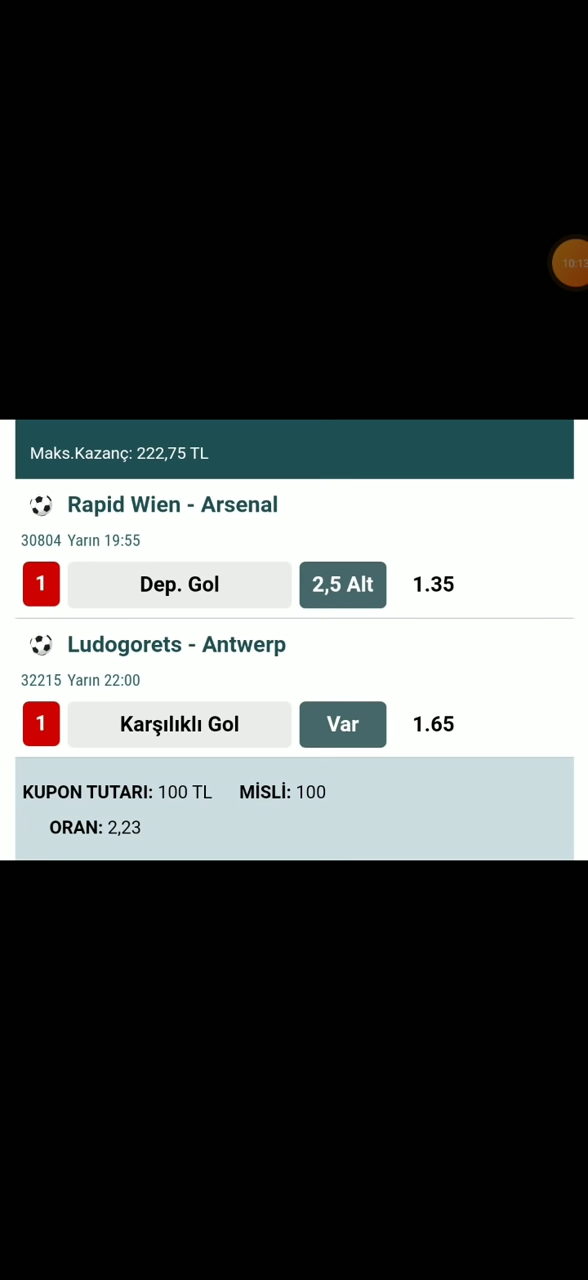 10:13
Maks.Kazanç: 222,75 TL
Rapid Wien - Arsenal
30804 Yarın 19:55
1 Dep. Gol 2,5 Alt 1.35
Ludogorets - Antwerp
32215 Yarın 22:00
1 Karşılıklı Gol Var 1.65
KUPON TUTARI: 100 TL MİSLİ: 100
ORAN: 2,23